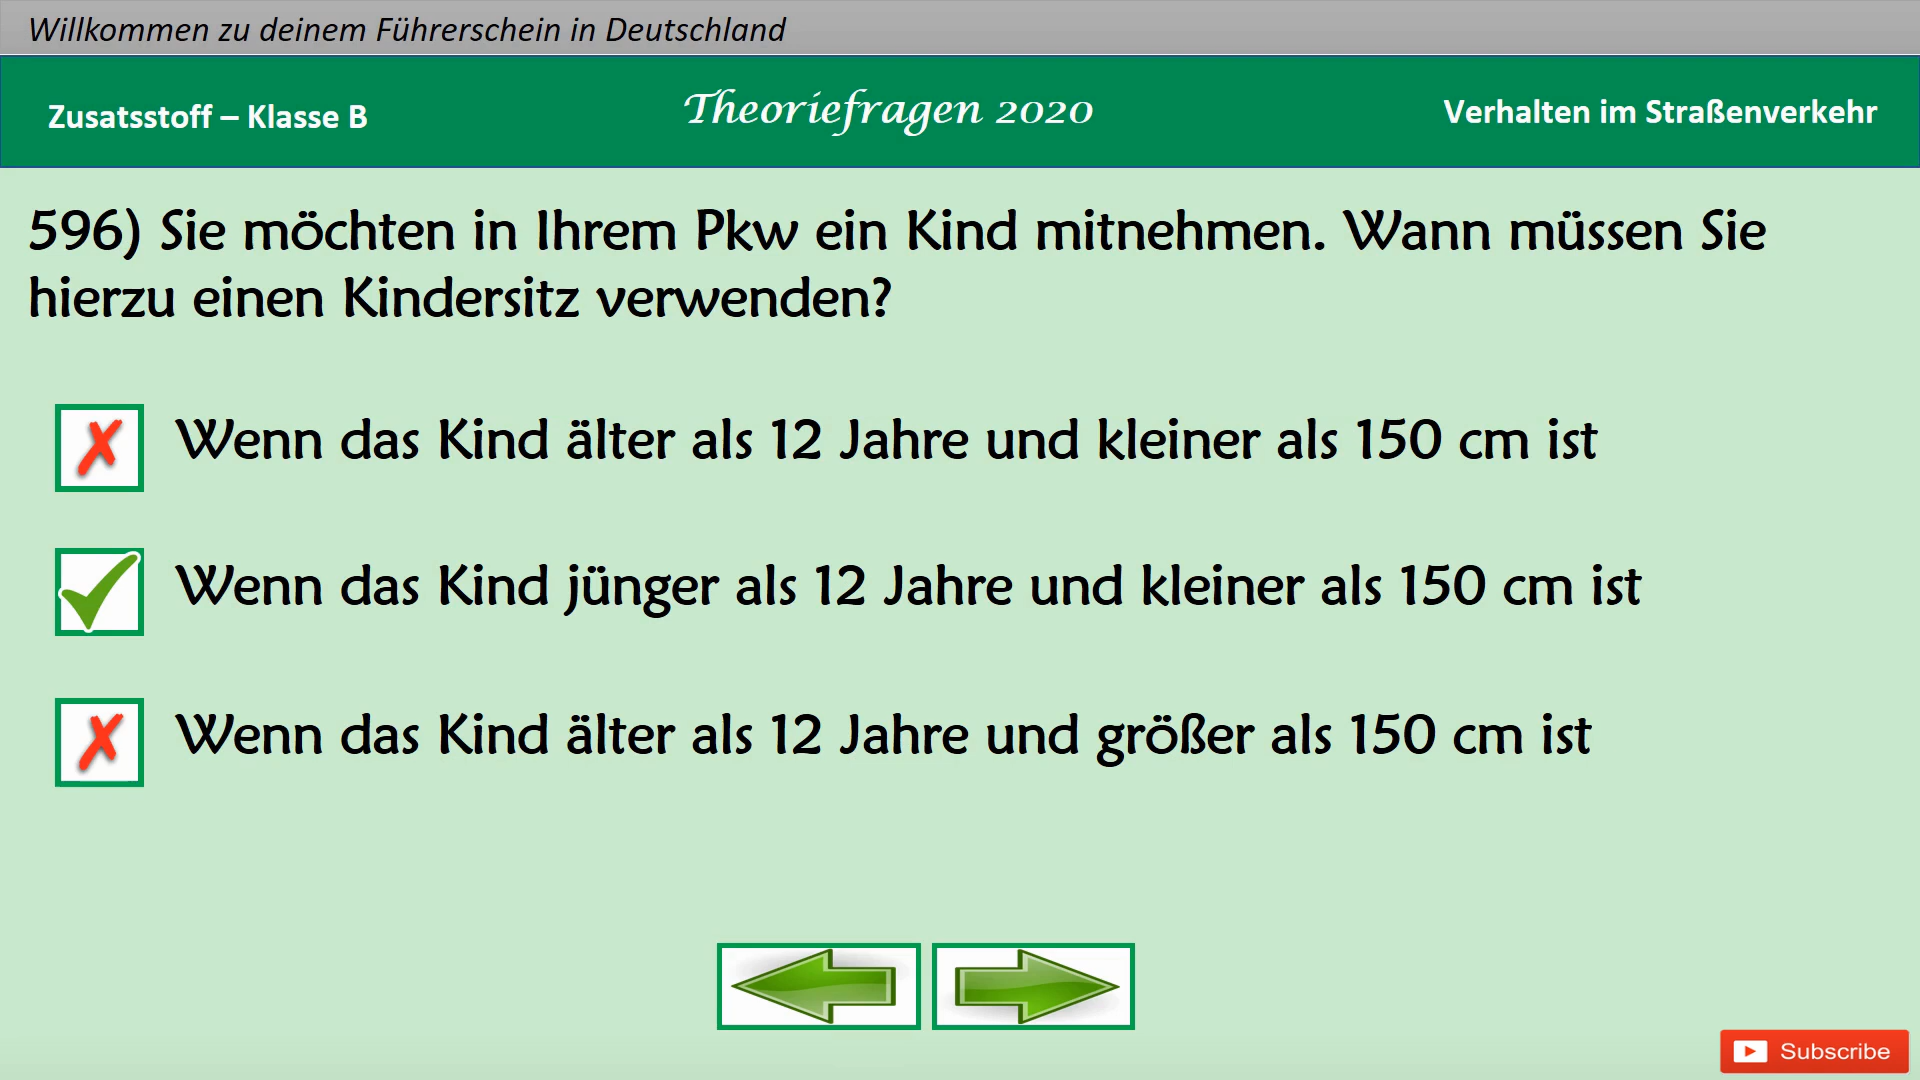 Willkommen zu deinem Führerschein in Deutschland
Zusatsstoff – Klasse B
Theoriefragen 2020
Verhalten im Straßenverkehr
596) Sie möchten in Ihrem Pkw ein Kind mitnehmen. Wann müssen Sie
hierzu einen Kindersitz verwenden?
Wenn das Kind älter als 12 Jahre und kleiner als 150 cm ist
Wenn das Kind jünger als 12 Jahre und kleiner als 150 cm ist
Wenn das Kind älter als 12 Jahre und größer als 150 cm ist
Subscribe